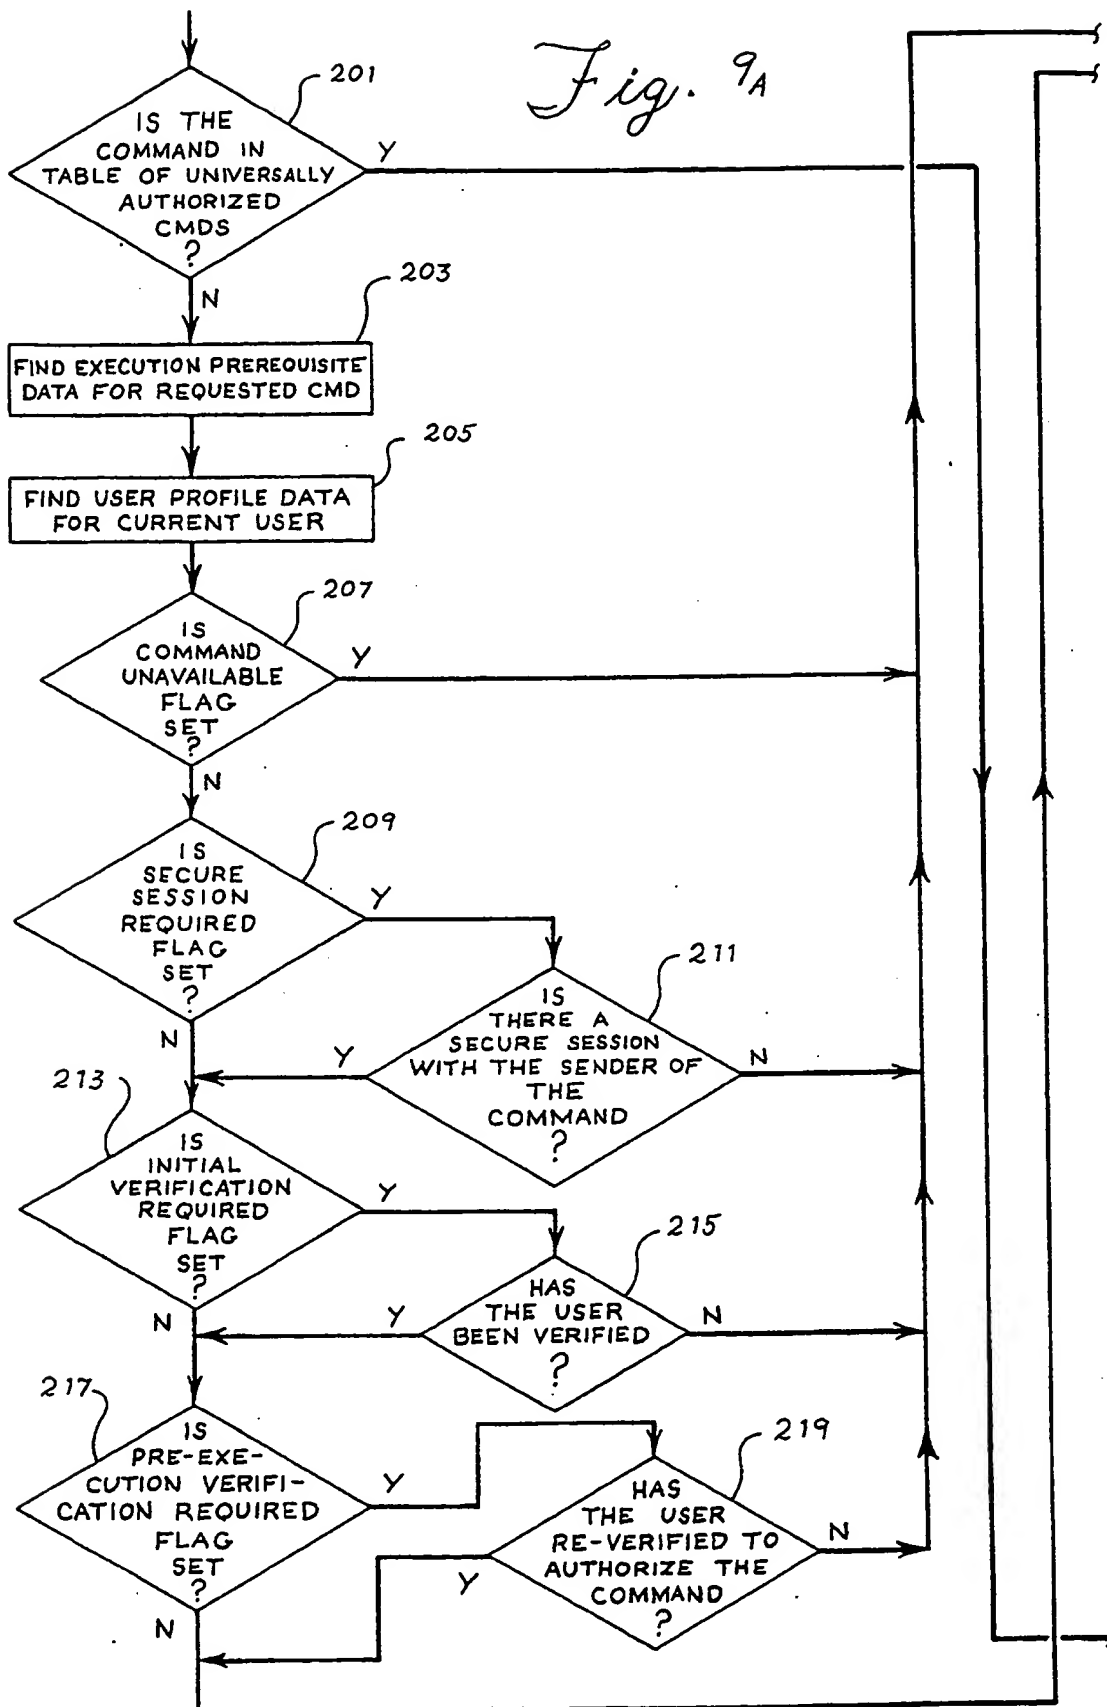 Fig. 9A
201
IS THE
COMMAND IN
TABLE OF UNIVERSALLY
AUTHORIZED
CMDS
?
Y
N
203
FIND EXECUTION PREREQUISITE
DATA FOR REQUESTED CMD
205
FIND USER PROFILE DATA
FOR CURRENT USER
207
IS
COMMAND
UNAVAILABLE
FLAG
SET
?
Y
N
209
IS
SECURE
SESSION
REQUIRED
FLAG
SET
?
Y
N
211
IS
THERE A
SECURE SESSION
WITH THE SENDER OF
THE
COMMAND
?
Y
N
213
IS
INITIAL
VERIFICATION
REQUIRED
FLAG
SET
?
Y
N
215
HAS
THE USER
BEEN VERIFIED
?
Y
N
217
IS
PRE-EXE-
CUTION VERIFI-
CATION REQUIRED
FLAG
SET
?
Y
N
219
HAS
THE USER
RE-VERIFIED TO
AUTHORIZE THE
COMMAND
?
Y
N